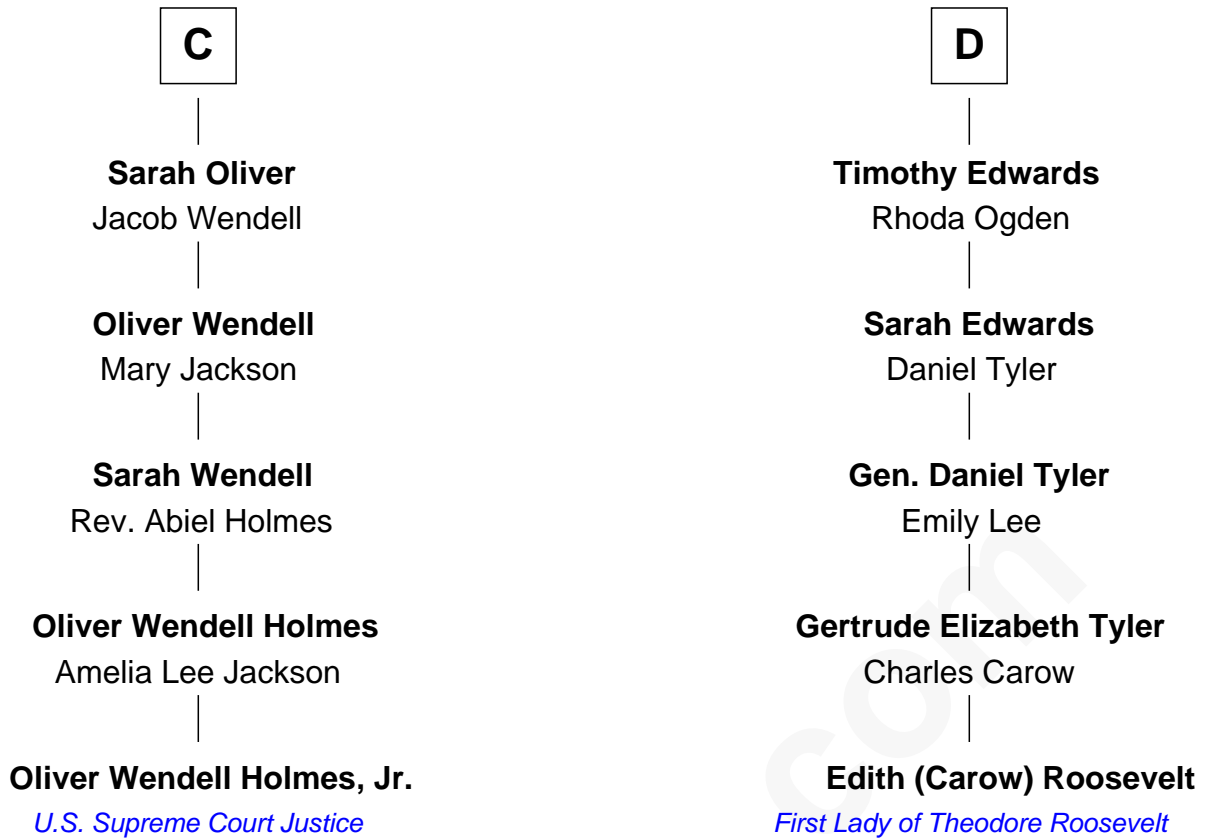 C
Sarah Oliver
Jacob Wendell
Oliver Wendell
Mary Jackson
Sarah Wendell
Rev. Abiel Holmes
Oliver Wendell Holmes
Amelia Lee Jackson
Oliver Wendell Holmes, Jr.
U.S. Supreme Court Justice
D
Timothy Edwards
Rhoda Ogden
Sarah Edwards
Daniel Tyler
Gen. Daniel Tyler
Emily Lee
Gertrude Elizabeth Tyler
Charles Carow
Edith (Carow) Roosevelt
First Lady of Theodore Roosevelt
com